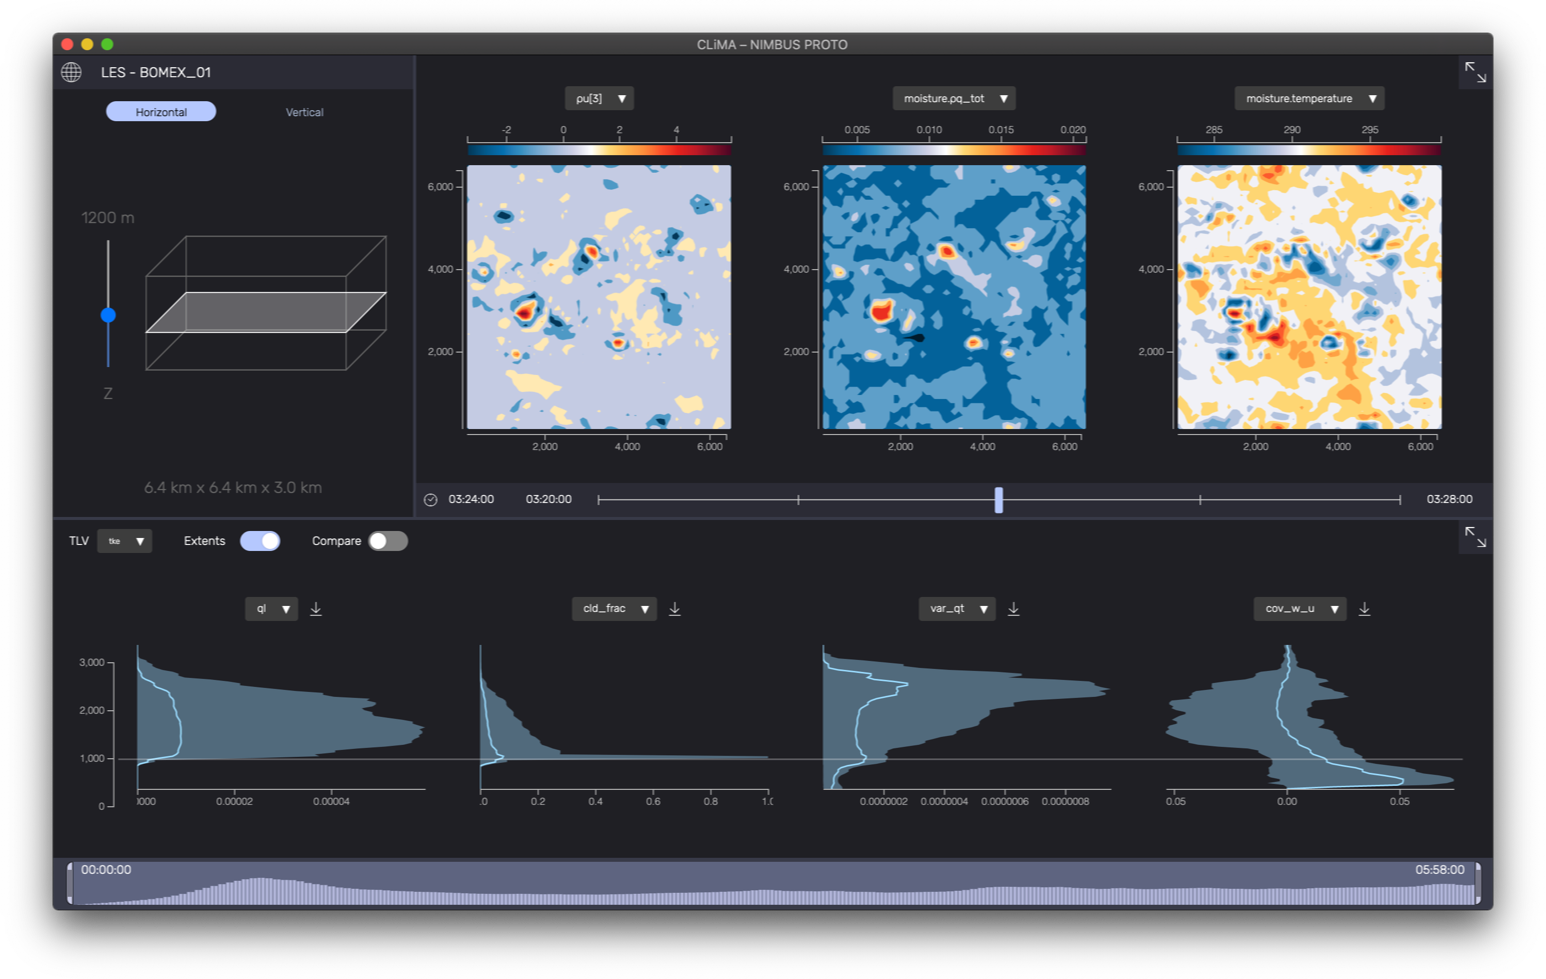 CLiMA – NIMBUS PROTO
LES - BOMEX_01
Horizontal
Vertical
1200 m
Z
6.4 km x 6.4 km x 3.0 km
ρu[3] ▼
-2 0 2 4
6,000
4,000
2,000
2,000 4,000 6,000
moisture.ρq_tot ▼
0.005 0.010 0.015 0.020
6,000
4,000
2,000
2,000 4,000 6,000
moisture.temperature ▼
285 290 295
6,000
4,000
2,000
2,000 4,000 6,000
03:24:00 03:20:00 03:28:00
TLV tke ▼ Extents Compare
ql ▼
3,000
2,000
1,000
0
0000 0.00002 0.00004
cld_frac ▼
.0 0.2 0.4 0.6 0.8 1.0
var_qt ▼
0.0000002 0.0000004 0.0000006 0.0000008
cov_w_u ▼
0.05 0.00 0.05
00:00:00 05:58:00